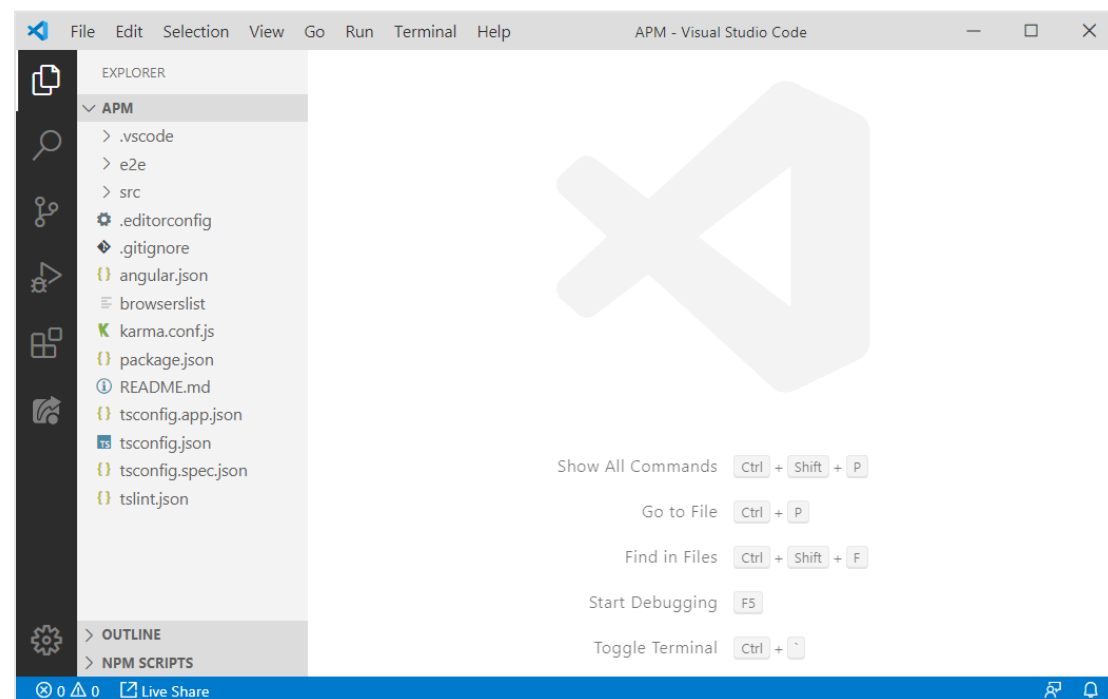 File Edit Selection View Go Run Terminal Help APM - Visual Studio Code
EXPLORER
APM
.vscode
e2e
src
.editorconfig
.gitignore
angular.json
browserslist
karma.conf.js
package.json
README.md
tsconfig.app.json
TS tsconfig.json
tsconfig.spec.json
tslint.json
OUTLINE
NPM SCRIPTS
Show All Commands Ctrl + Shift + P
Go to File Ctrl + P
Find in Files Ctrl + Shift + F
Start Debugging F5
Toggle Terminal Ctrl + `
0 0 Live Share